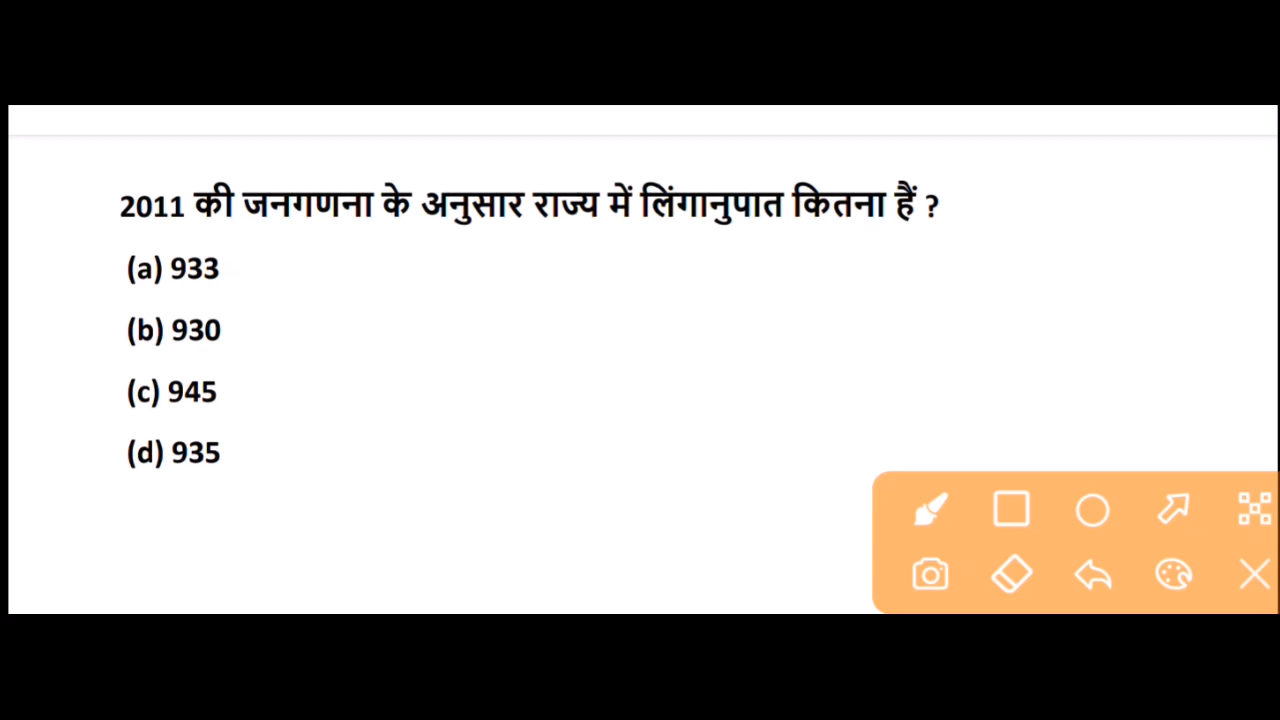 2011 की जनगणना के अनुसार राज्य में लिंगानुपात कितना हैं ?
(a) 933
(b) 930
(c) 945
(d) 935